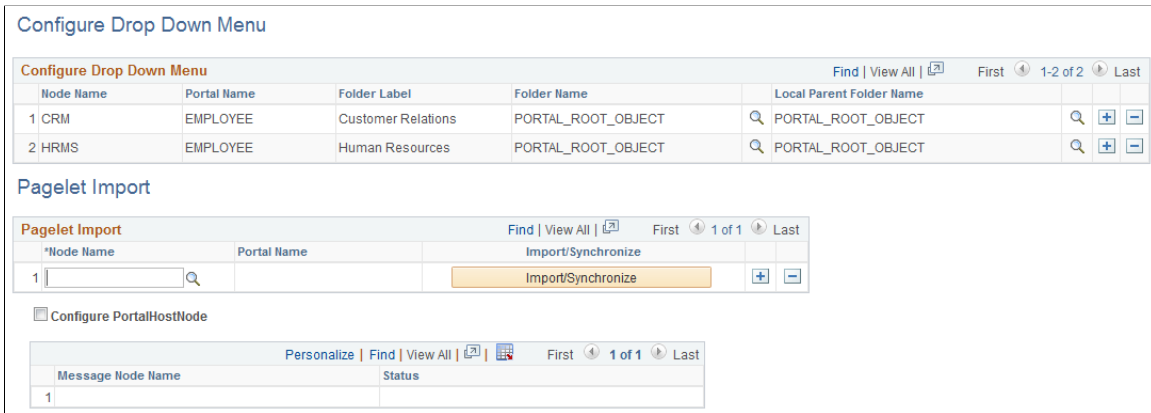 Configure Drop Down Menu
Configure Drop Down Menu Find | View All | First 1-2 of 2 Last
Node Name Portal Name Folder Label Folder Name Local Parent Folder Name
1 CRM EMPLOYEE Customer Relations PORTAL_ROOT_OBJECT PORTAL_ROOT_OBJECT
2 HRMS EMPLOYEE Human Resources PORTAL_ROOT_OBJECT PORTAL_ROOT_OBJECT
Pagelet Import
Pagelet Import Find | View All | First 1 of 1 Last
*Node Name Portal Name Import/Synchronize
1 Import/Synchronize
Configure PortalHostNode
Personalize | Find | View All | | First 1 of 1 Last
Message Node Name Status
1